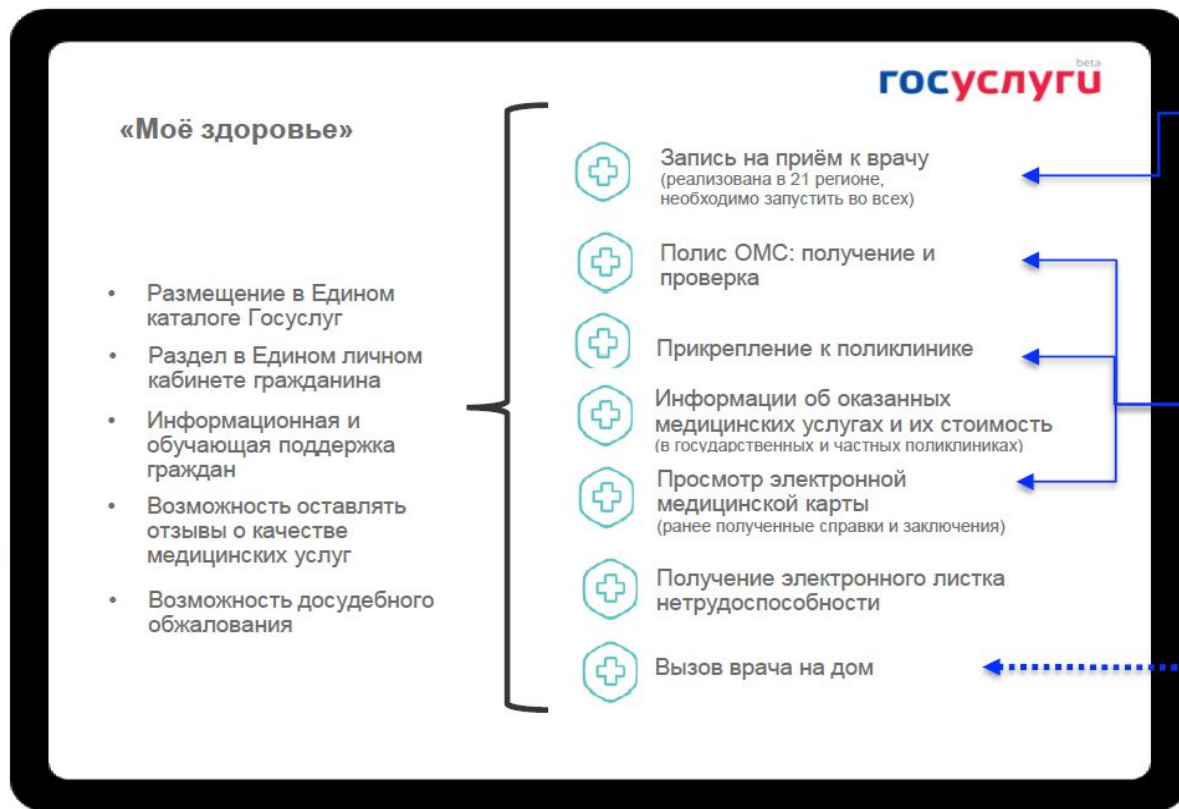 beta
госуслуги
«Моё здоровье»
• Размещение в Едином
каталоге Госуслуг
• Раздел в Едином личном
кабинете гражданина
• Информационная и
обучающая поддержка
граждан
• Возможность оставлять
отзывы о качестве
медицинских услуг
• Возможность досудебного
обжалования
Запись на приём к врачу
(реализована в 21 регионе,
необходимо запустить во всех)
Полис ОМС: получение и
проверка
Прикрепление к поликлинике
Информации об оказанных
медицинских услугах и их стоимость
(в государственных и частных поликлиниках)
Просмотр электронной
медицинской карты
(ранее полученные справки и заключения)
Получение электронного листка
нетрудоспособности
Вызов врача на дом